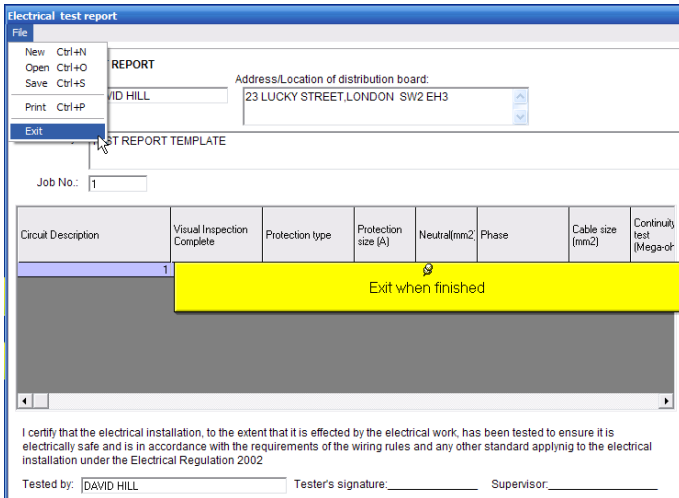 Electrical test report
File
New Ctrl+N
Open Ctrl+O
Save Ctrl+S
Print Ctrl+P
Exit
REPORT
Address/Location of distribution board:
VID HILL
23 LUCKY STREET,LONDON SW2 EH3
TEST REPORT TEMPLATE
Job No.: 1
Circuit Description
Visual Inspection
Complete
Protection type
Protection
size (A)
Neutral(mm2)
Phase
Cable size
(mm2)
Continuity
test
(Mega-oh
1
Exit when finished
I certify that the electrical installation, to the extent that it is effected by the electrical work, has been tested to ensure it is
electrically safe and is in accordance with the requirements of the wiring rules and any other standard applynig to the electrical
installation under the Electrical Regulation 2002
Tested by: DAVID HILL Tester's signature:________________ Supervisor:___________________